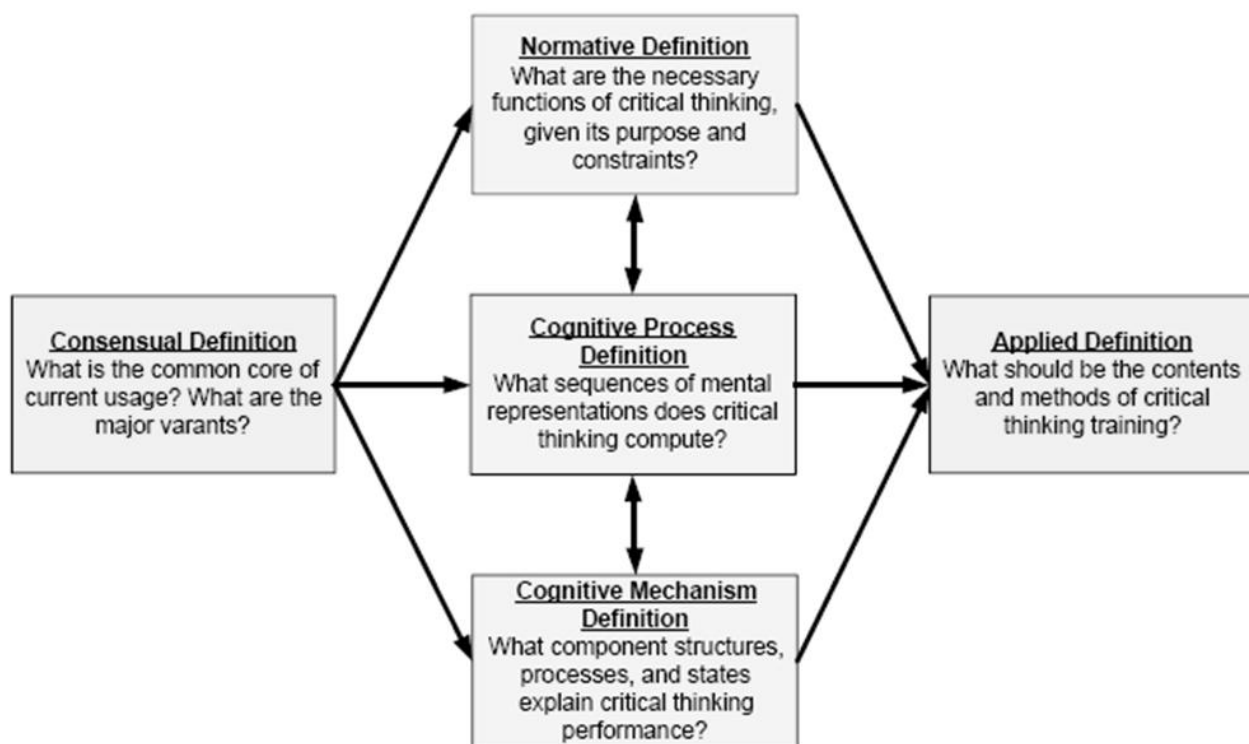 Normative Definition
What are the necessary
functions of critical thinking,
given its purpose and
constraints?
Consensual Definition
What is the common core of
current usage? What are the
major varants?
Cognitive Process
Definition
What sequences of mental
representations does critical
thinking compute?
Applied Definition
What should be the contents
and methods of critical
thinking training?
Cognitive Mechanism
Definition
What component structures,
processes, and states
explain critical thinking
performance?